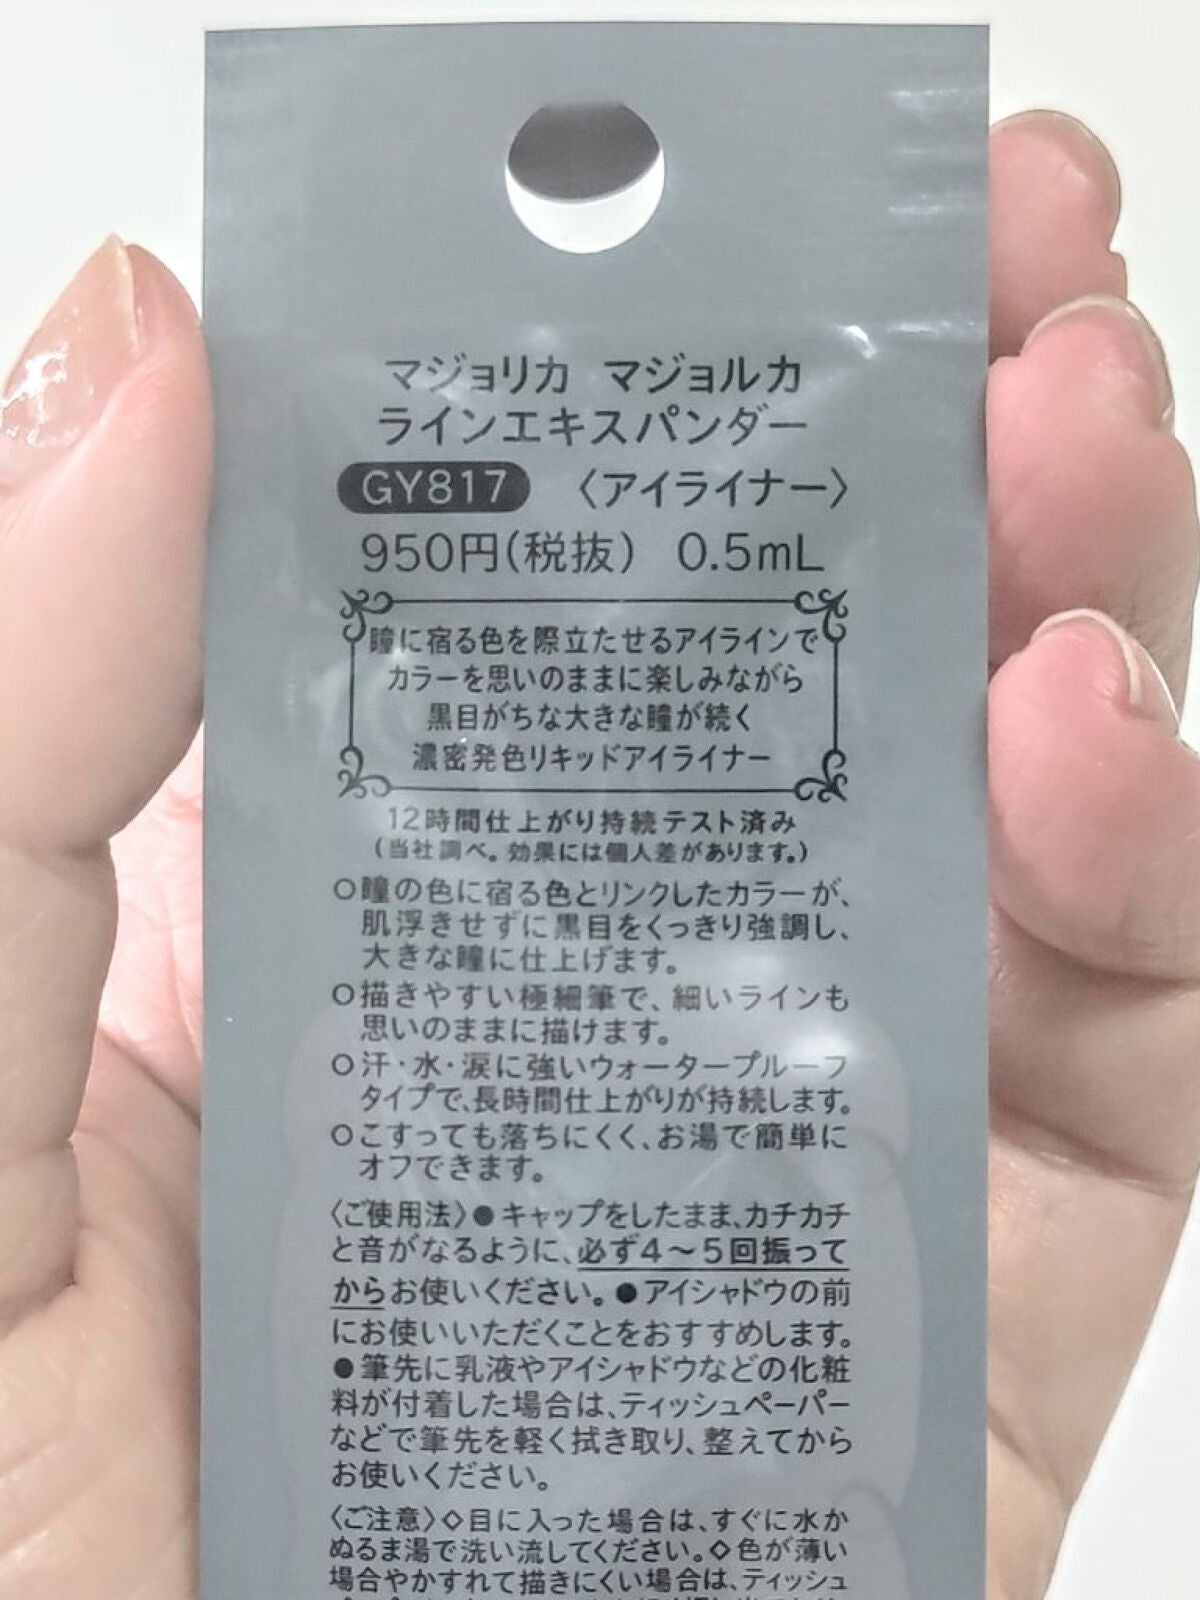 マジョリカ マジョルカ
ラインエキスパンダー
GY817 〈アイライナー〉
950円(税抜) 0.5mL
瞳に宿る色を際立たせるアイラインで
カラーを思いのままに楽しみながら
黒目がちな大きな瞳が続く
濃密発色リキッドアイライナー
12時間仕上がり持続テスト済み
(当社調べ。効果には個人差があります。)
○瞳の色に宿る色とリンクしたカラーが、
肌浮きせずに黒目をくっきり強調し、
大きな瞳に仕上げます。
○描きやすい極細筆で、細いラインも
思いのままに描けます。
○汗・水・涙に強いウォータープルーフ
タイプで、長時間仕上がりが持続します。
○こすっても落ちにくく、お湯で簡単に
オフできます。
〈ご使用法〉●キャップをしたまま、カチカチ
と音がなるように、必ず4～5回振って
からお使いください。●アイシャドウの前
にお使いいただくことをおすすめします。
●筆先に乳液やアイシャドウなどの化粧
料が付着した場合は、ティッシュペーパー
などで筆先を軽く拭き取り、整えてから
お使いください。
〈ご注意〉◇目に入った場合は、すぐに水か
ぬるま湯で洗い流してください。◇色が薄い
場合やかすれて描きにくい場合は、ティッシュ